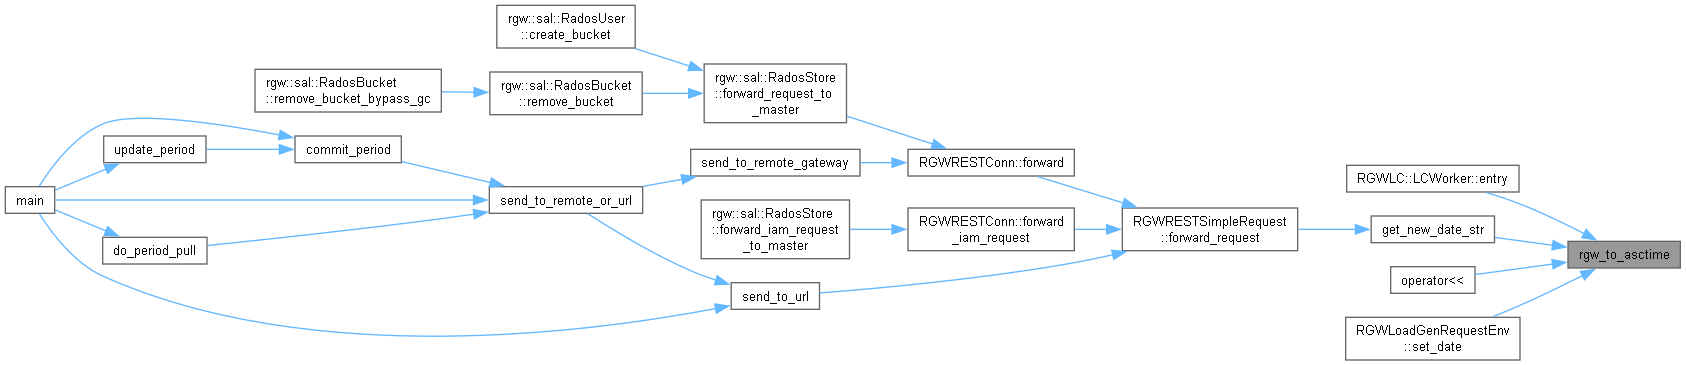 rgw::sal::RadosUser
::create_bucket
rgw::sal::RadosStore
::forward_request_to
_master
rgw::sal::RadosBucket
::remove_bucket_bypass_gc
rgw::sal::RadosBucket
::remove_bucket
update_period
commit_period
send_to_remote_gateway
RGWRESTConn::forward
RGWLC::LCWorker::entry
main
send_to_remote_or_url
rgw::sal::RadosStore
::forward_iam_request
_to_master
RGWRESTConn::forward
_iam_request
RGWRESTSimpleRequest
::forward_request
get_new_date_str
do_period_pull
rgw_to_asctime
operator<<
send_to_url
RGWLoadGenRequestEnv
::set_date